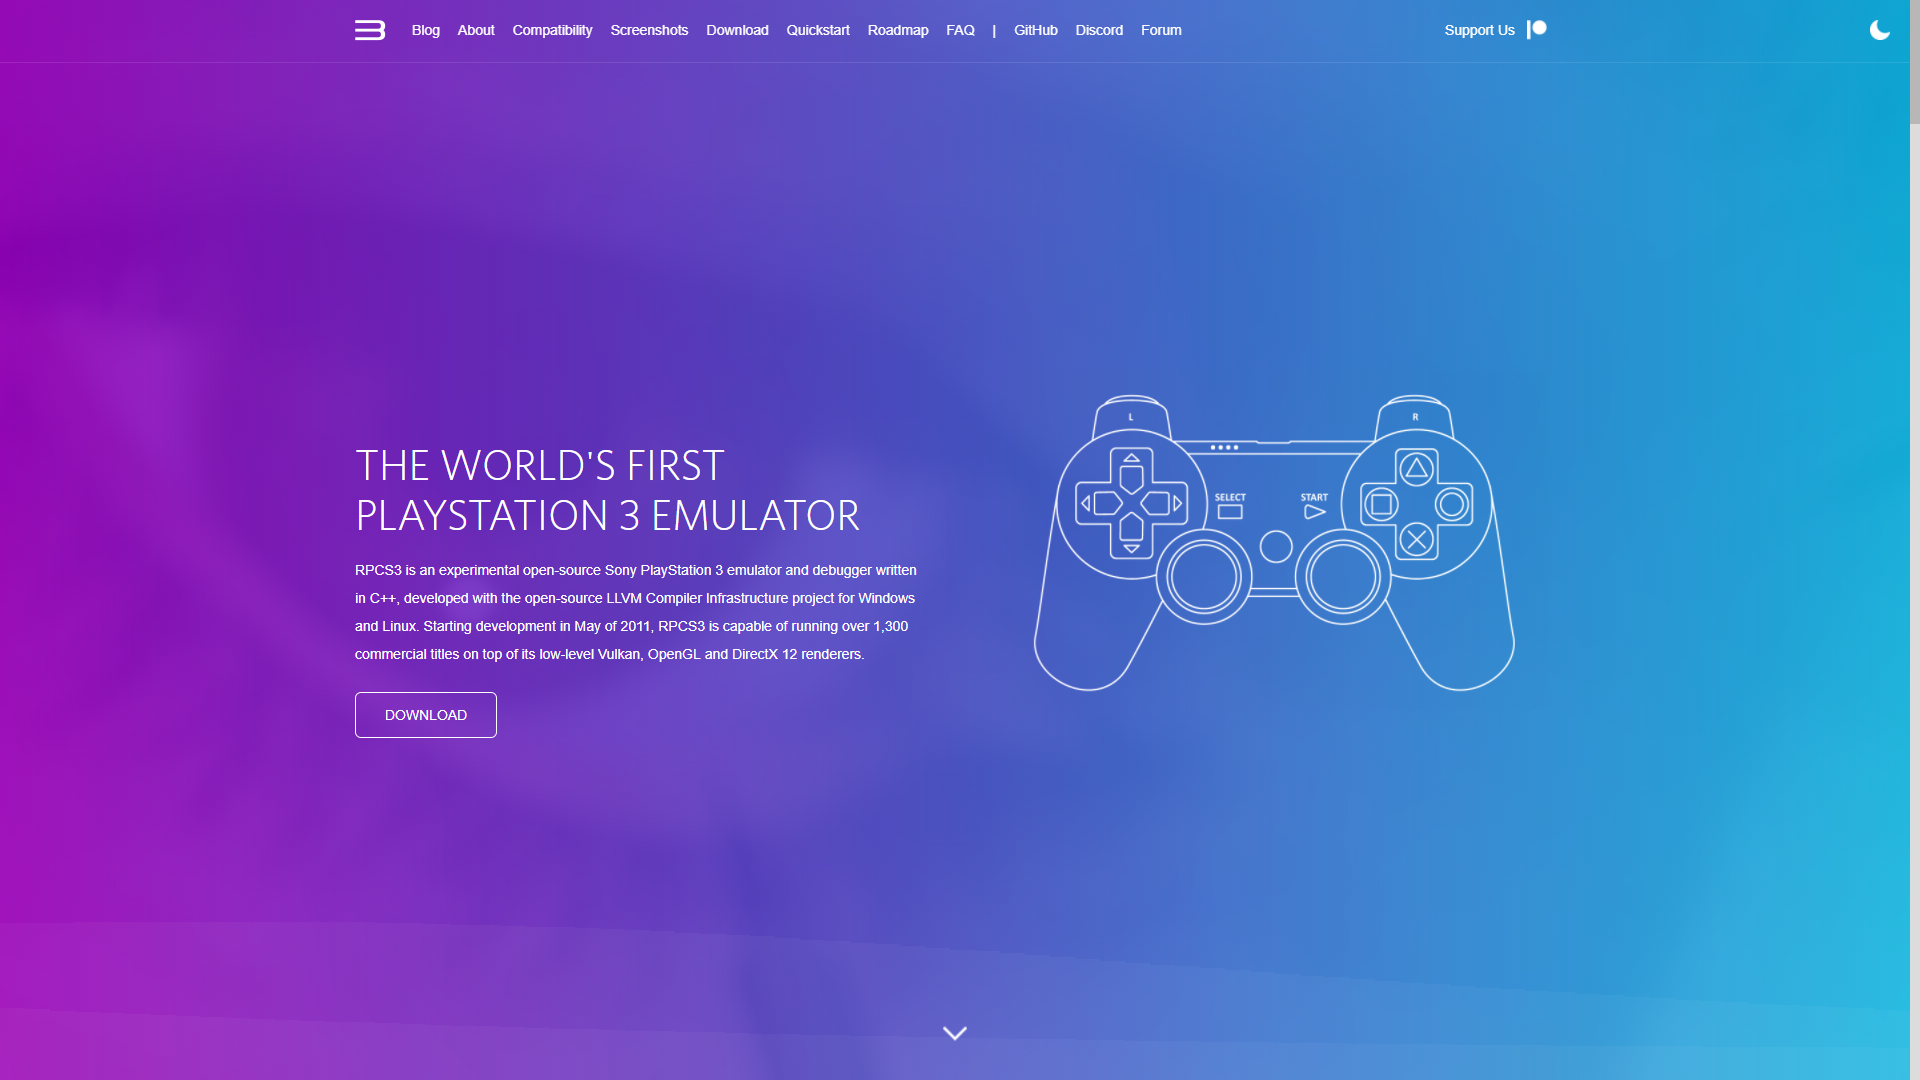 Blog About Compatibility Screenshots Download Quickstart Roadmap FAQ | GitHub Discord Forum Support Us
L R
SELECT START
THE WORLD'S FIRST
PLAYSTATION 3 EMULATOR
RPCS3 is an experimental open-source Sony PlayStation 3 emulator and debugger written
in C++, developed with the open-source LLVM Compiler Infrastructure project for Windows
and Linux. Starting development in May of 2011, RPCS3 is capable of running over 1,300
commercial titles on top of its low-level Vulkan, OpenGL and DirectX 12 renderers.
DOWNLOAD